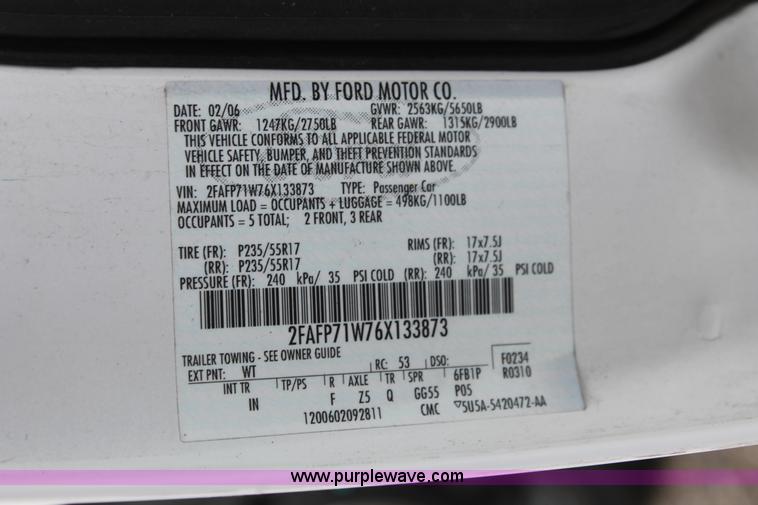 MFD. BY FORD MOTOR CO.
DATE: 02/06 GVWR: 2563KG/5650LB
FRONT GAWR: 1247KG/2750LB REAR GAWR: 1315KG/2900LB
THIS VEHICLE CONFORMS TO ALL APPLICABLE FEDERAL MOTOR
VEHICLE SAFETY, BUMPER, AND THEFT PREVENTION STANDARDS
IN EFFECT ON THE DATE OF MANUFACTURE SHOWN ABOVE.
VIN: 2FAFP71W76X133873 TYPE: Passenger Car
MAXIMUM LOAD = OCCUPANTS + LUGGAGE = 498KG/1100LB
OCCUPANTS = 5 TOTAL; 2 FRONT, 3 REAR
TIRE (FR): P235/55R17 RIMS (FR): 17x7.5J
(RR): P235/55R17 (RR): 17x7.5J
PRESSURE (FR): 240 kPa/ 35 PSI COLD (RR): 240 kPa/ 35 PSI COLD
2FAFP71W76X133873
TRAILER TOWING - SEE OWNER GUIDE
EXT PNT: WT RC: 53 DSO: F0234
R0310
INT TR TP/PS R AXLE TR SPR 6FB1P
IN F Z5 Q GG55 P05
1200602092811 CMC ▽5U5A-5420472-AA
www.purplewave.com